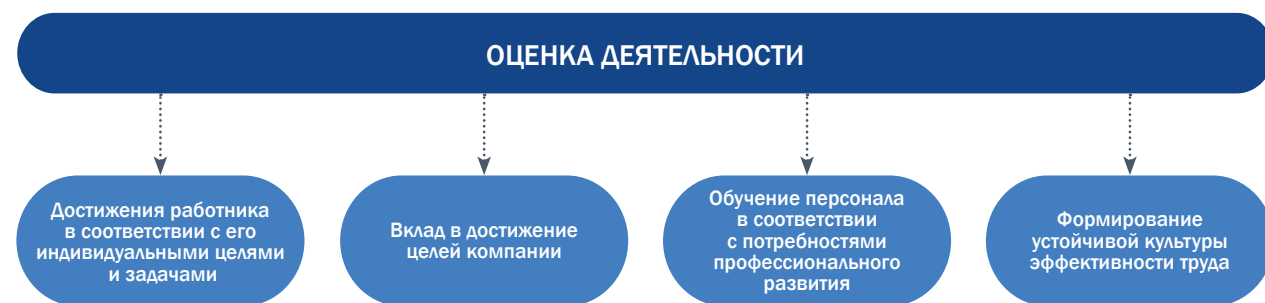 ОЦЕНКА ДЕЯТЕЛЬНОСТИ
Достижения работника
в соответствии с его
индивидуальными целями
и задачами
Вклад в достижение
целей компании
Обучение персонала
в соответствии
с потребностями
профессионального
развития
Формирование
устойчивой культуры
эффективности труда